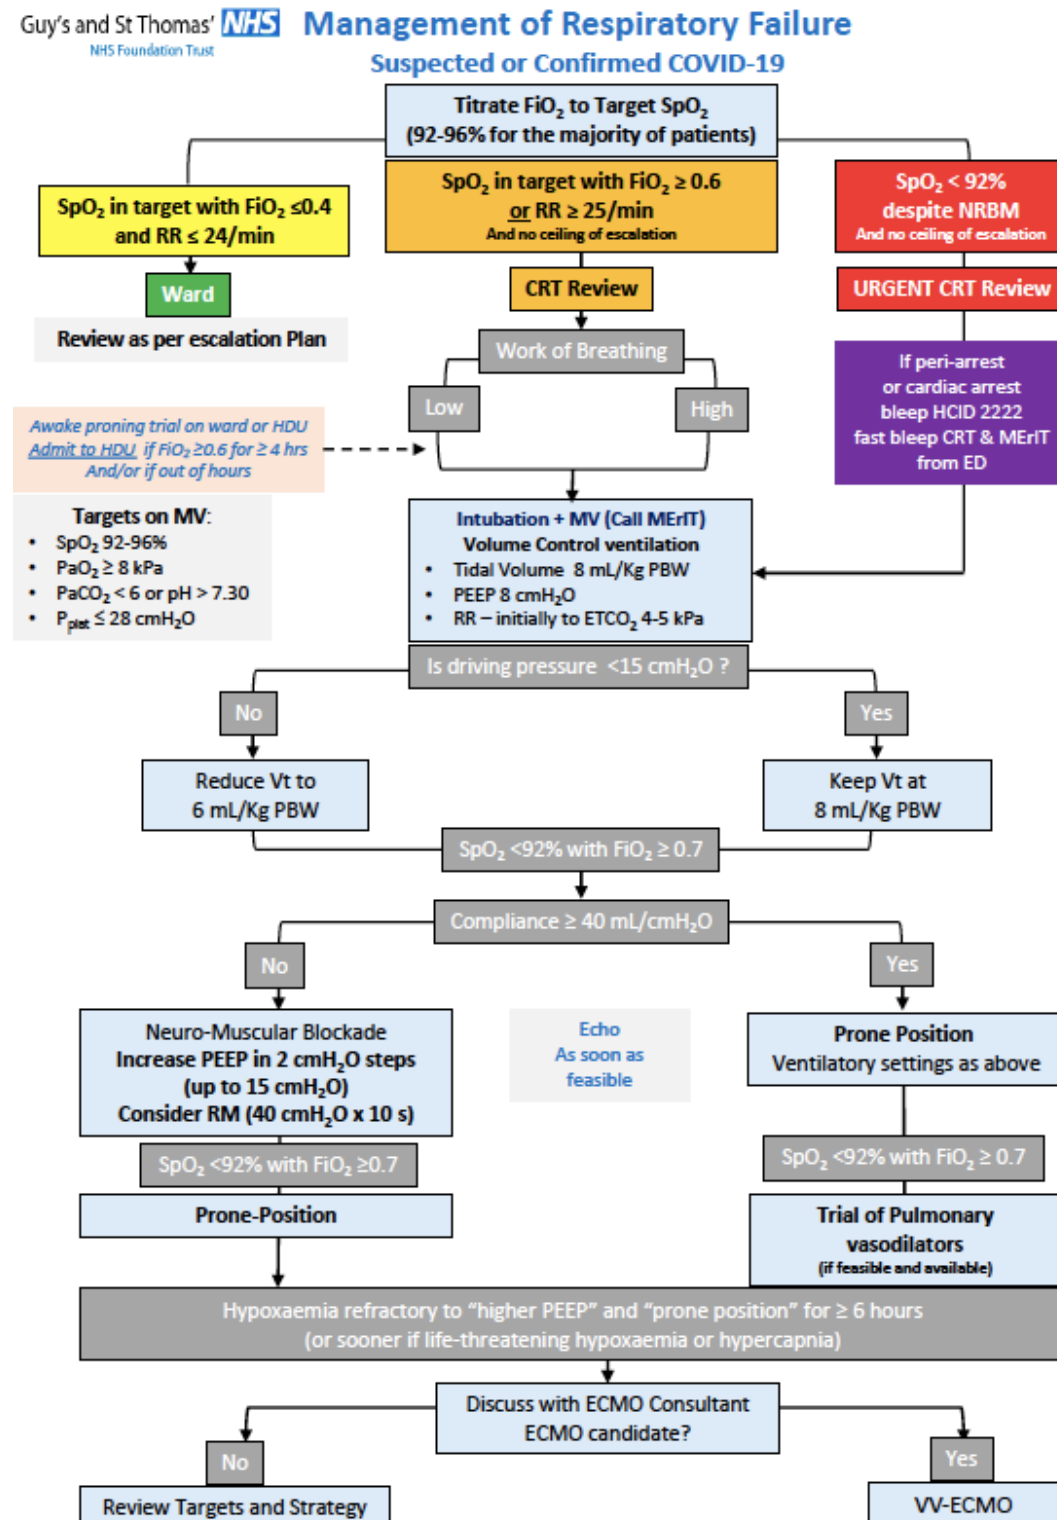 Guy's and St Thomas' NHS
NHS Foundation Trust
Management of Respiratory Failure
Suspected or Confirmed COVID-19
Titrate FiO₂ to Target SpO₂
(92-96% for the majority of patients)
SpO₂ in target with FiO₂ ≤0.4
and RR ≤ 24/min
Ward
Review as per escalation Plan
SpO₂ in target with FiO₂ ≥ 0.6
or RR ≥ 25/min
And no ceiling of escalation
CRT Review
SpO₂ < 92%
despite NRBM
And no ceiling of escalation
URGENT CRT Review
If peri-arrest
or cardiac arrest
bleep HCID 2222
fast bleep CRT & MErIT
from ED
Work of Breathing
Low
High
Awake proning trial on ward or HDU
Admit to HDU if FiO₂ ≥0.6 for ≥ 4 hrs
And/or if out of hours
Targets on MV:
• SpO₂ 92-96%
• PaO₂ ≥ 8 kPa
• PaCO₂ < 6 or pH > 7.30
• Pplat ≤ 28 cmH₂O
Intubation + MV (Call MErIT)
Volume Control ventilation
• Tidal Volume 8 mL/Kg PBW
• PEEP 8 cmH₂O
• RR – initially to ETCO₂ 4-5 kPa
Is driving pressure <15 cmH₂O ?
No
Yes
Reduce Vt to
6 mL/Kg PBW
Keep Vt at
8 mL/Kg PBW
SpO₂ <92% with FiO₂ ≥ 0.7
Compliance ≥ 40 mL/cmH₂O
No
Yes
Neuro-Muscular Blockade
Increase PEEP in 2 cmH₂O steps
(up to 15 cmH₂O)
Consider RM (40 cmH₂O x 10 s)
Echo
As soon as
feasible
Prone Position
Ventilatory settings as above
SpO₂ <92% with FiO₂ ≥0.7
SpO₂ <92% with FiO₂ ≥ 0.7
Prone-Position
Trial of Pulmonary
vasodilators
(if feasible and available)
Hypoxaemia refractory to “higher PEEP” and “prone position” for ≥ 6 hours
(or sooner if life-threatening hypoxaemia or hypercapnia)
Discuss with ECMO Consultant
ECMO candidate?
No
Yes
Review Targets and Strategy
VV-ECMO